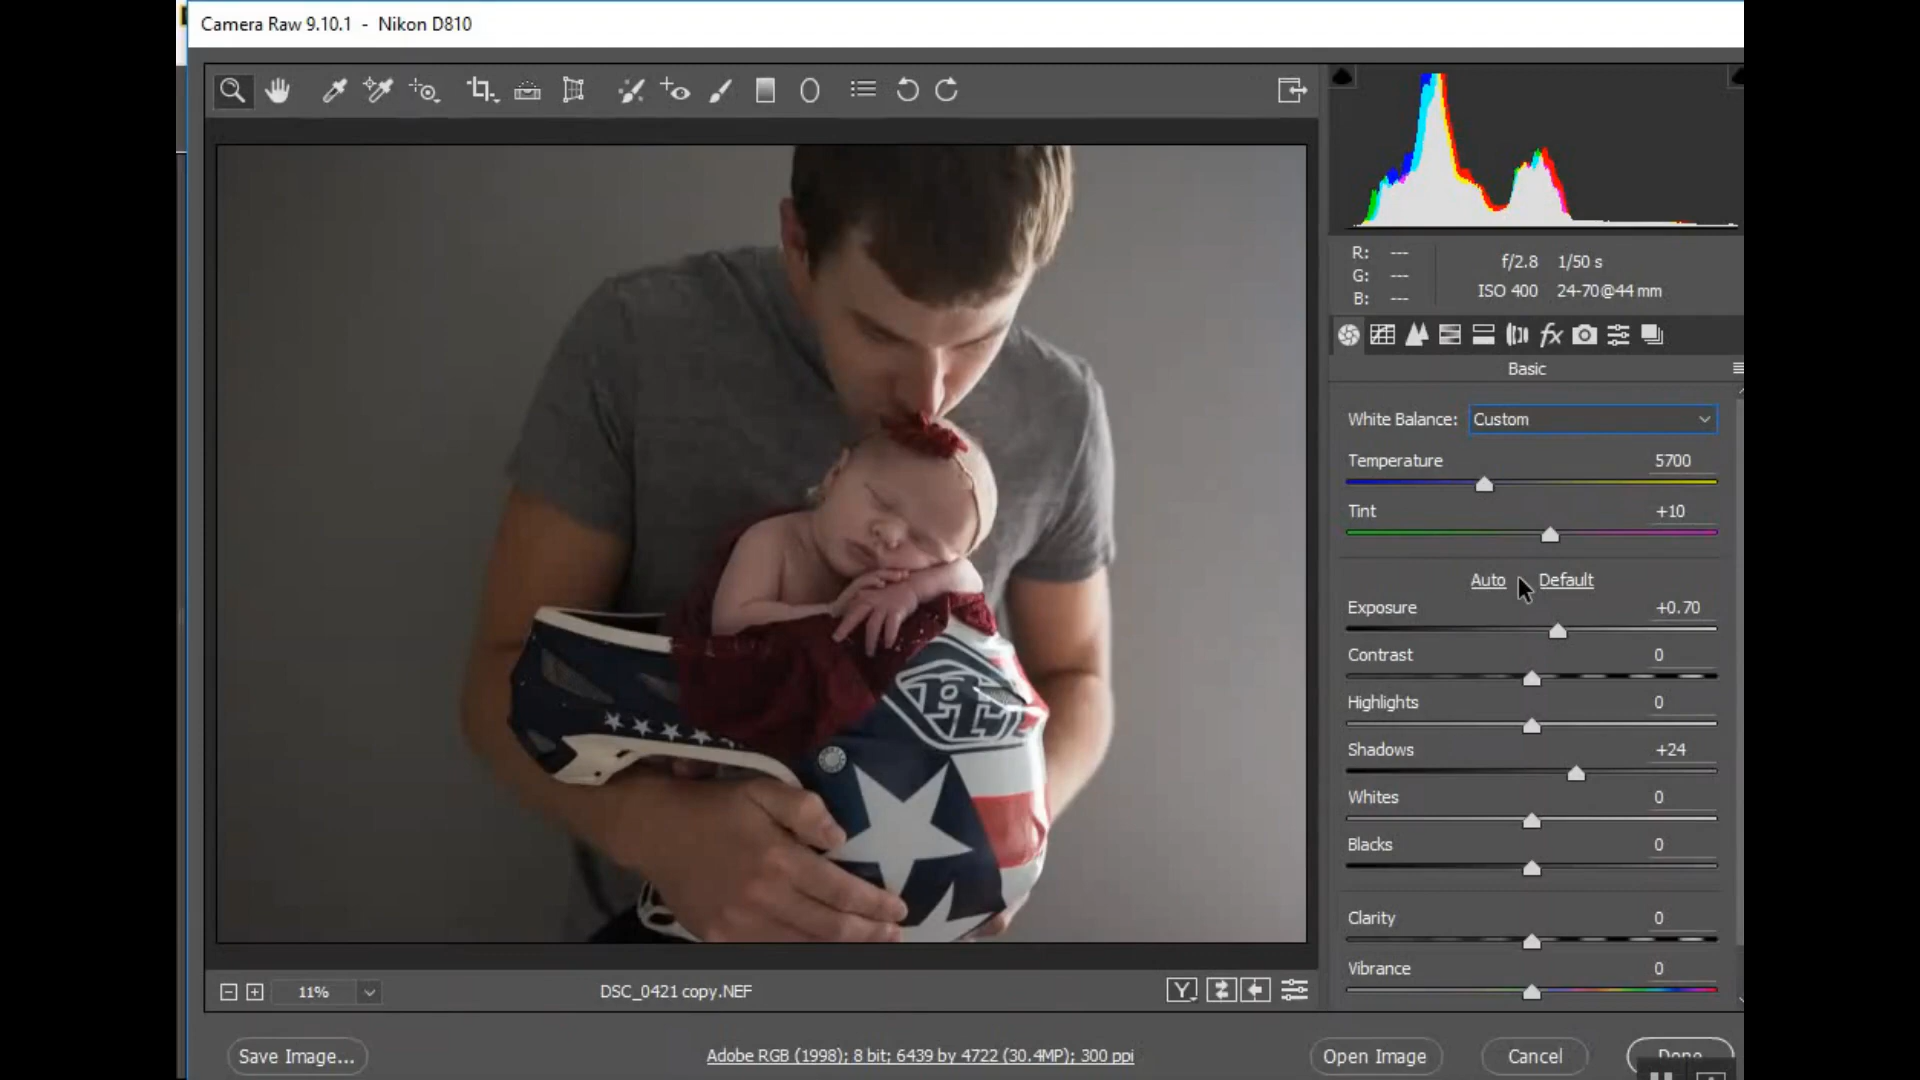 Camera Raw 9.10.1 - Nikon D810
R: ---
G: ---
B: ---
f/2.8 1/50 s
ISO 400 24-70@44 mm
Basic
White Balance: Custom
Temperature 5700
Tint +10
Auto Default
Exposure +0.70
Contrast 0
Highlights 0
Shadows +24
Whites 0
Blacks 0
Clarity 0
Vibrance 0
11%
DSC_0421 copy.NEF
Y
Save Image...
Adobe RGB (1998); 8 bit; 6439 by 4722 (30.4MP); 300 ppi
Open Image
Cancel
Done